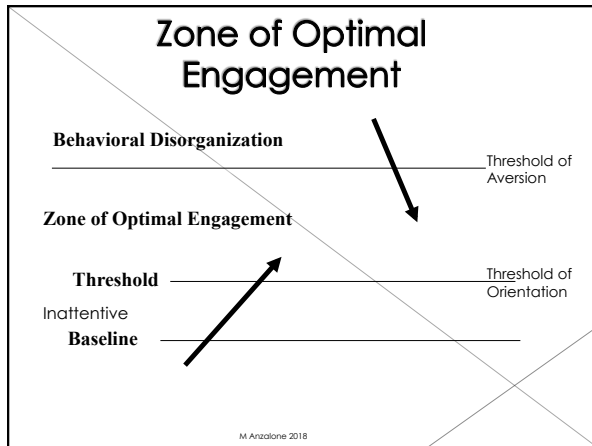 Zone of Optimal
Engagement
Behavioral Disorganization
Threshold of
Aversion
Zone of Optimal Engagement
Threshold
Threshold of
Orientation
Inattentive
Baseline
M Anzalone 2018